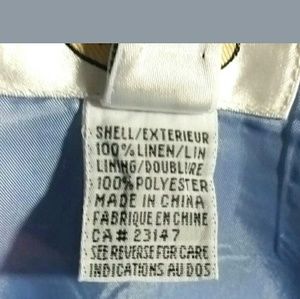 SHELL/EXTERIEUR
100% LINEN/LIN
LINING/DOUBLURE
100% POLYESTER
MADE IN CHINA
FABRIQUE EN CHINE
CA# 23147
SEE REVERSE FOR CARE
INDICATIONS AU DOS